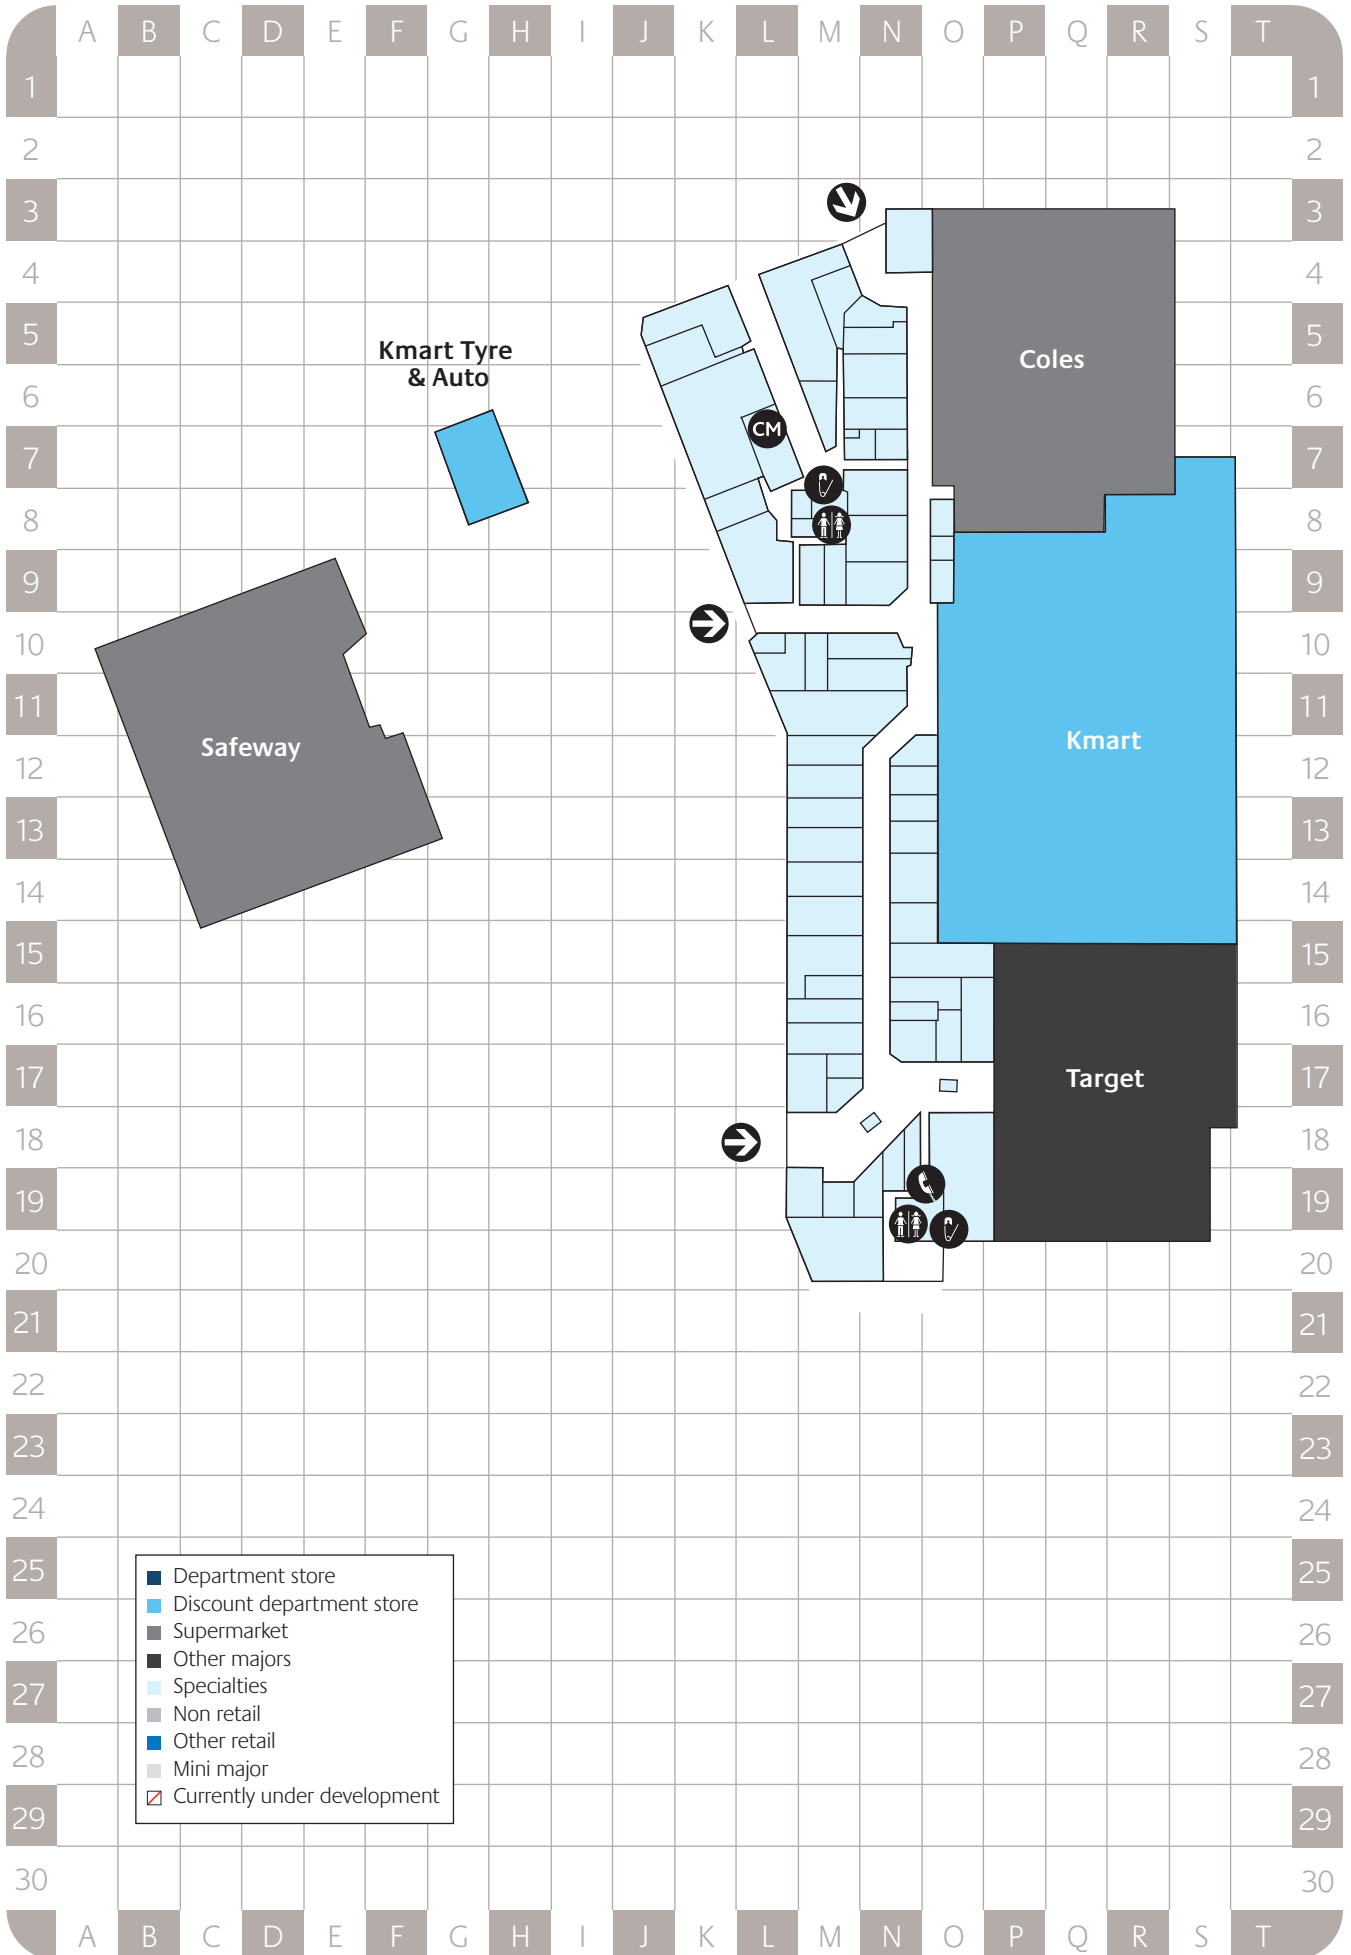 A B C D E F G H I J K L M N O P Q R S T
1 1
2 2
3 3
4 4
5 5
Kmart Tyre
& Auto
Coles
6 6
CM
7 7
8 8
9 9
10 10
11 11
Safeway
Kmart
12 12
13 13
14 14
15 15
16 16
17 17
Target
18 18
19 19
20 20
21 21
22 22
23 23
24 24
25 25
Department store
Discount department store
26 26
Supermarket
Other majors
27 27
Specialties
Non retail
Other retail
28 28
Mini major
Currently under development
29 29
30 30
A B C D E F G H I J K L M N O P Q R S T